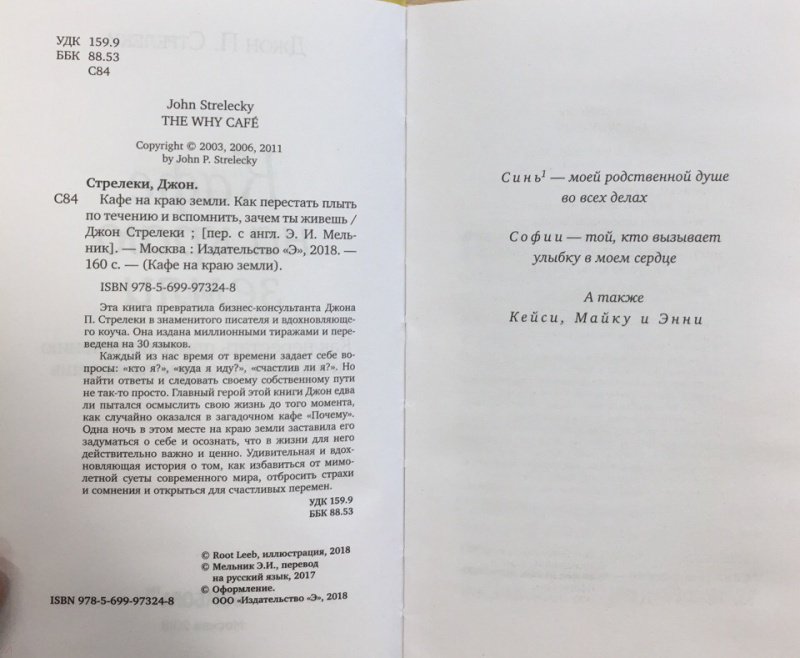 УДК 159.9
ББК 88.53
С84
John Strelecky
THE WHY CAFÉ
Copyright © 2003, 2006, 2011
by John P. Strelecky
Стрелеки, Джон.
С84 Кафе на краю земли. Как перестать плыть
по течению и вспомнить, зачем ты живешь /
Джон Стрелеки ; [пер. с англ. Э. И. Мель-
ник]. — Москва : Издательство «Э», 2018. —
160 с. — (Кафе на краю земли).
ISBN 978-5-699-97324-8
Эта книга превратила бизнес-консультанта Джона
П. Стрелеки в знаменитого писателя и вдохновляюще-
го коуча. Она издана миллионными тиражами и пере-
ведена на 30 языков.
Каждый из нас время от времени задает себе во-
просы: «кто я?», «куда я иду?», «счастлив ли я?». Но
найти ответы и следовать своему собственному пути
не так-то просто. Главный герой этой книги Джон едва
ли пытался осмыслить свою жизнь до того момента,
как случайно оказался в загадочном кафе «Почему».
Одна ночь в этом месте на краю земли заставила его
задуматься о себе и осознать, что в жизни для него
действительно важно и ценно. Удивительная и вдох-
новляющая история о том, как избавиться от мимо-
летной суеты современного мира, отбросить страхи
и сомнения и открыться для счастливых перемен.
УДК 159.9
ББК 88.53
© Root Leeb, иллюстрация, 2018
© Мельник Э.И., перевод
на русский язык, 2017
© Оформление.
ISBN 978-5-699-97324-8 ООО «Издательство «Э», 2018
Синь¹ — моей родственной душе
во всех делах
Софии — той, кто вызывает
улыбку в моем сердце
А также
Кейси, Майку и Энни